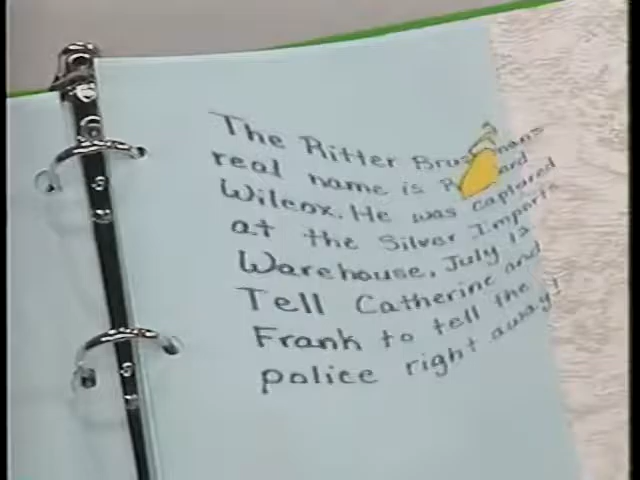 The Ritter
real name is
Wilcox. He was captured
at the Silver Imports
Warehouse, July 12
Tell Catherine and
Frank to tell the
police right away!